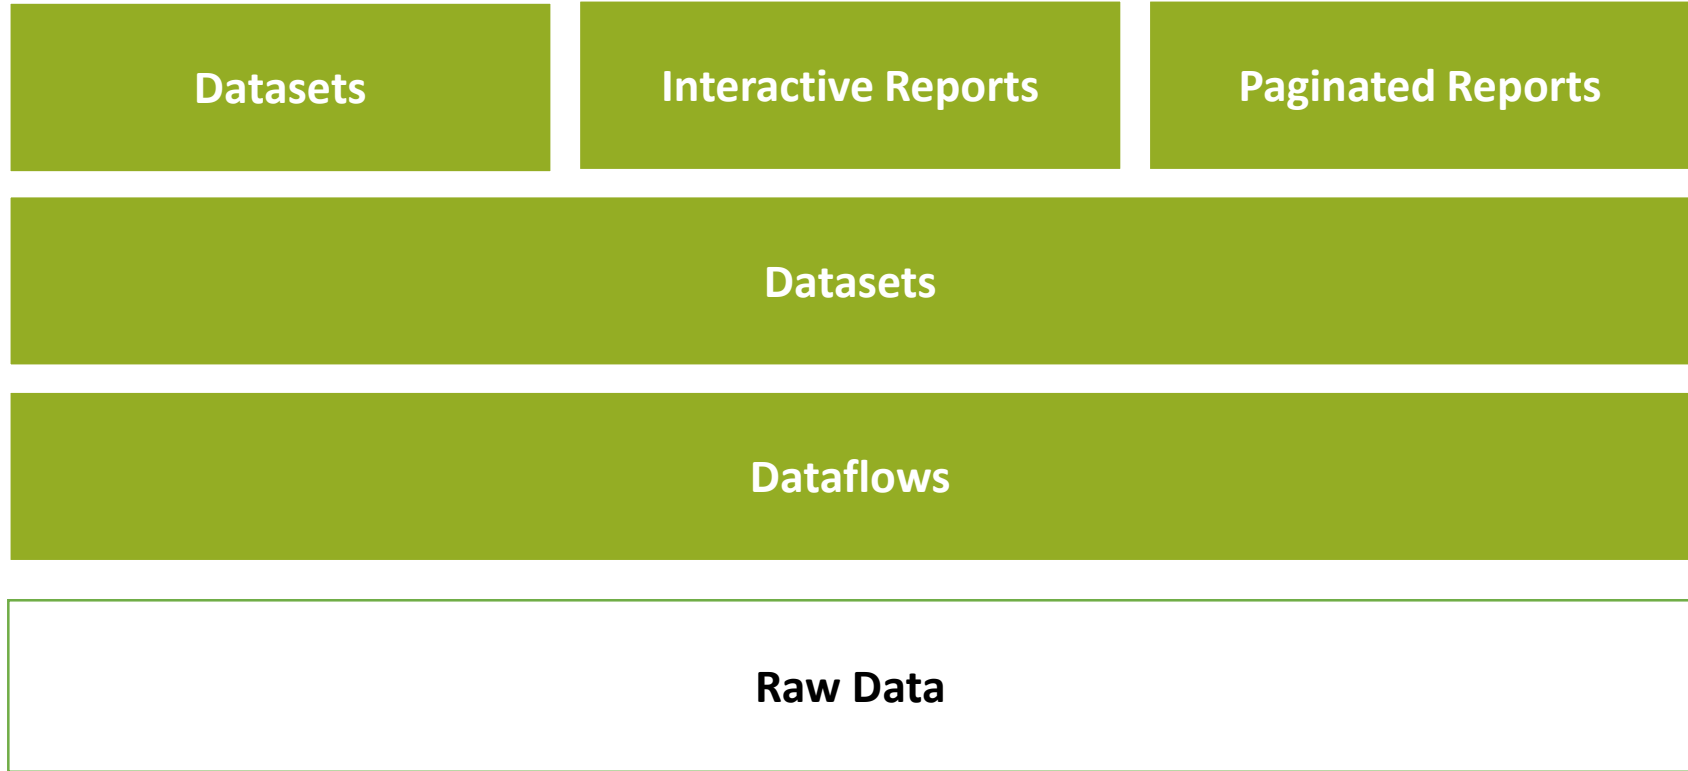 Datasets
Interactive Reports
Paginated Reports
Datasets
Dataflows
Raw Data